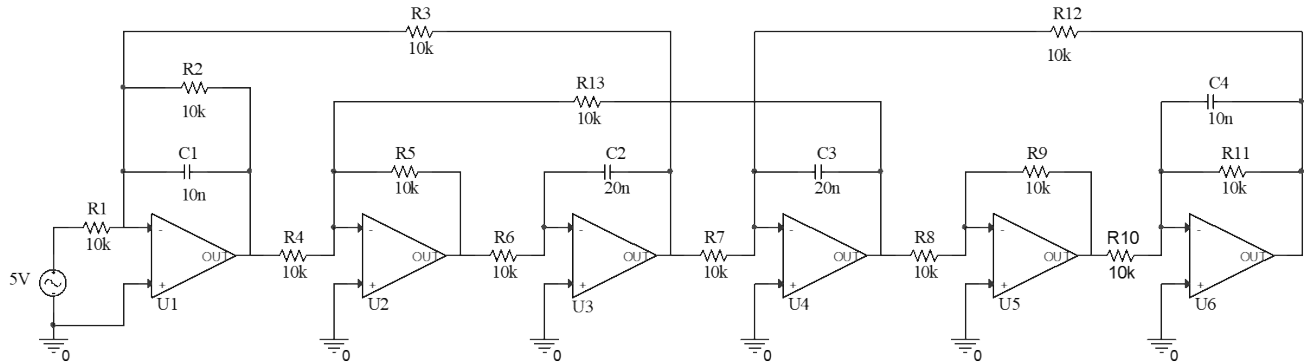 R3
10k
R12
10k
R2
10k
R13
10k
C4
10n
C1
10n
R5
10k
C2
20n
C3
20n
R9
10k
R11
10k
R1
10k
-
+
OUT
U1
R4
10k
-
+
OUT
U2
R6
10k
-
+
OUT
U3
R7
10k
-
+
OUT
U4
R8
10k
-
+
OUT
U5
R10
10k
-
+
OUT
U6
5V
0
0
0
0
0
0